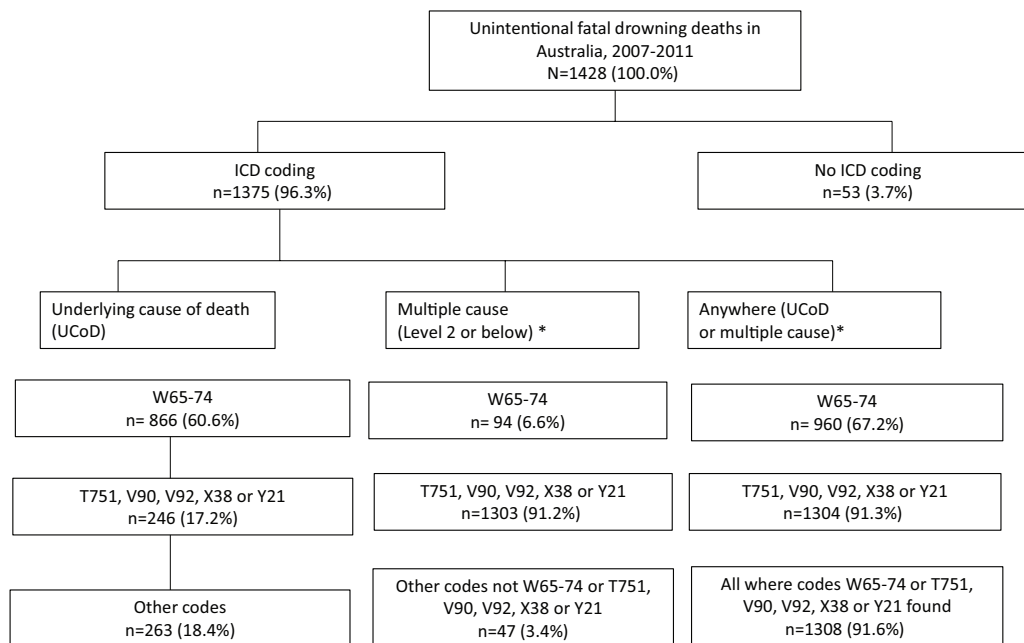 Unintentional fatal drowning deaths in
Australia, 2007-2011
N=1428 (100.0%)
ICD coding
n=1375 (96.3%)
No ICD coding
n=53 (3.7%)
Underlying cause of death
(UCoD)
Multiple cause
(Level 2 or below) *
Anywhere (UCoD
or multiple cause)*
W65-74
n= 866 (60.6%)
W65-74
n= 94 (6.6%)
W65-74
n= 960 (67.2%)
T751, V90, V92, X38 or Y21
n=246 (17.2%)
T751, V90, V92, X38 or Y21
n=1303 (91.2%)
T751, V90, V92, X38 or Y21
n=1304 (91.3%)
Other codes
n=263 (18.4%)
Other codes not W65-74 or T751,
V90, V92, X38 or Y21
n=47 (3.4%)
All where codes W65-74 or T751,
V90, V92, X38 or Y21 found
n=1308 (91.6%)